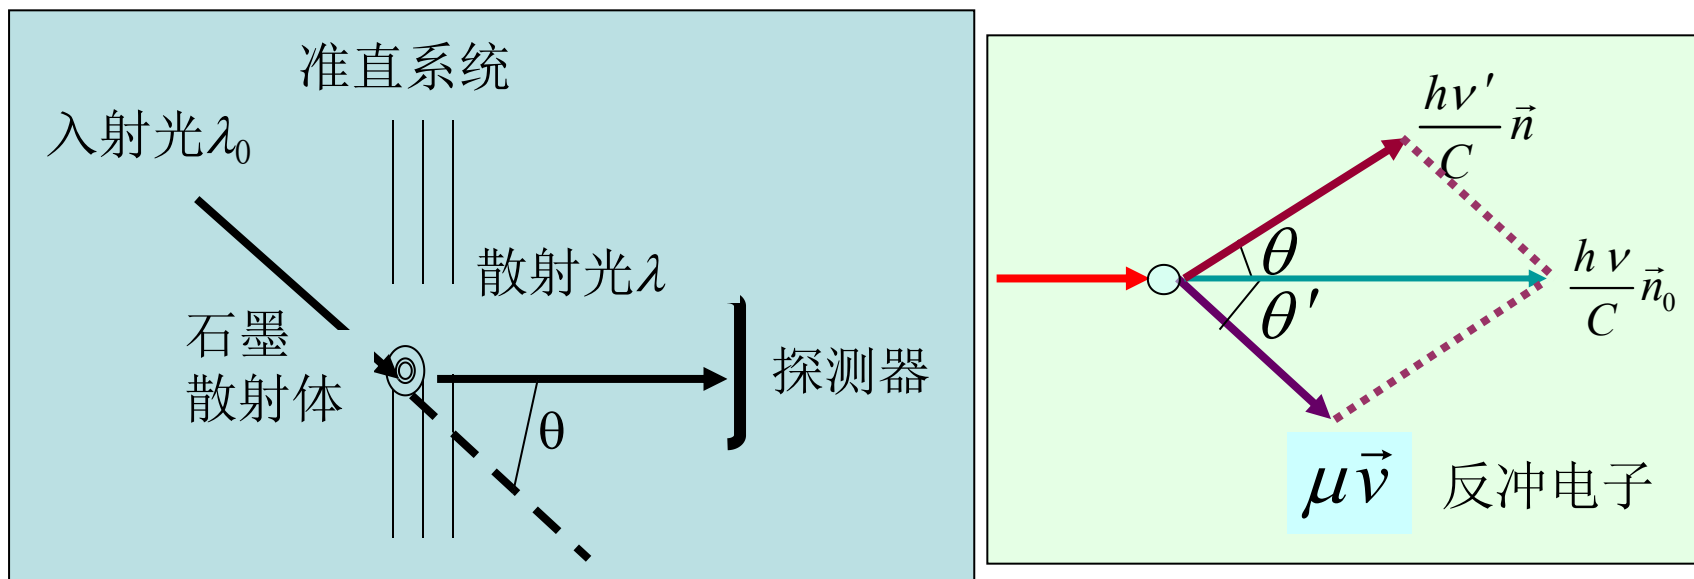 准直系统
入射光λ₀
散射光λ
石墨
散射体
探测器
θ
hν′/C n⃗
θ
hν/C n⃗₀
θ′
μv⃗
反冲电子